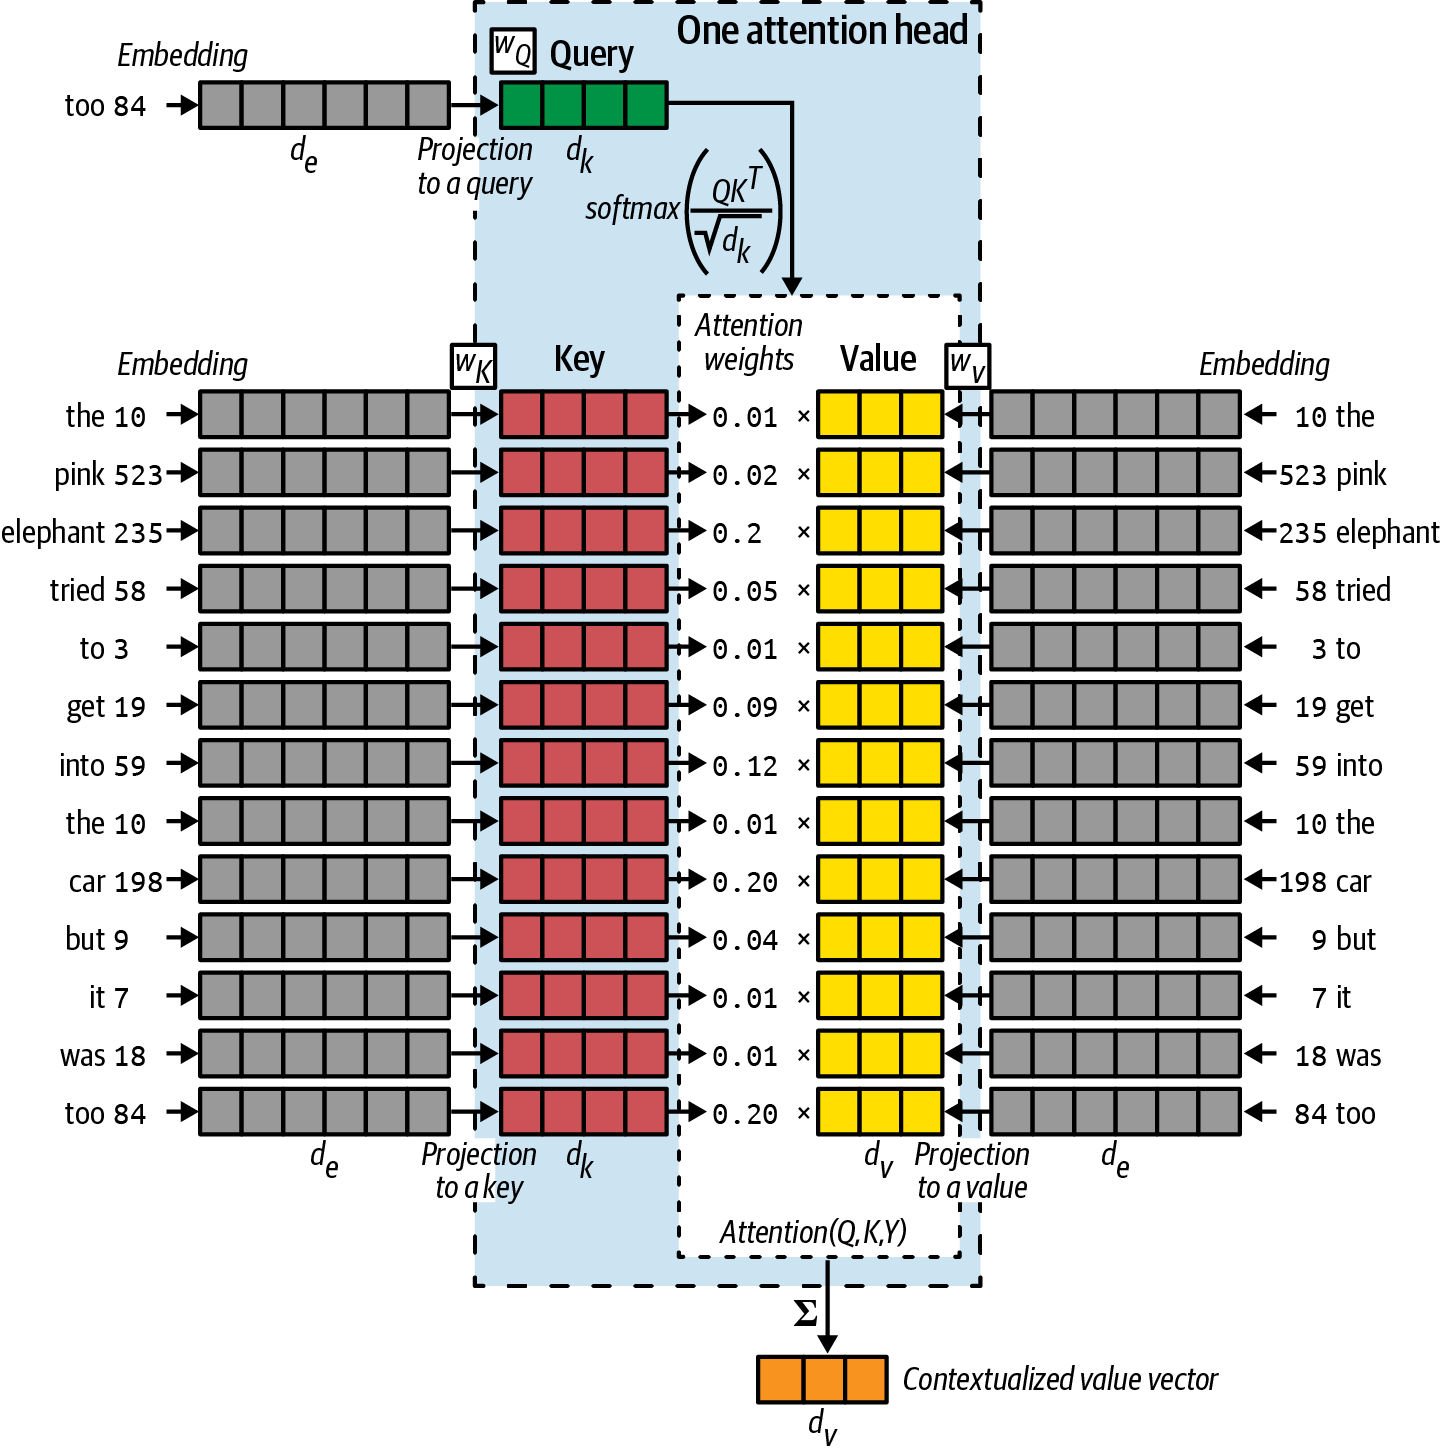 One attention head
Embedding
W_Q Query
too 84
d_e
Projection
to a query
d_k
softmax(QK^T / √d_k)
Attention
weights
Embedding
W_K
Key
Value
W_V
Embedding
the 10 0.01 × 10 the
pink 523 0.02 × 523 pink
elephant 235 0.2 × 235 elephant
tried 58 0.05 × 58 tried
to 3 0.01 × 3 to
get 19 0.09 × 19 get
into 59 0.12 × 59 into
the 10 0.01 × 10 the
car 198 0.20 × 198 car
but 9 0.04 × 9 but
it 7 0.01 × 7 it
was 18 0.01 × 18 was
too 84 0.20 × 84 too
d_e
Projection
to a key
d_k
d_v
Projection
to a value
d_e
Attention(Q,K,Y)
Σ
Contextualized value vector
d_v